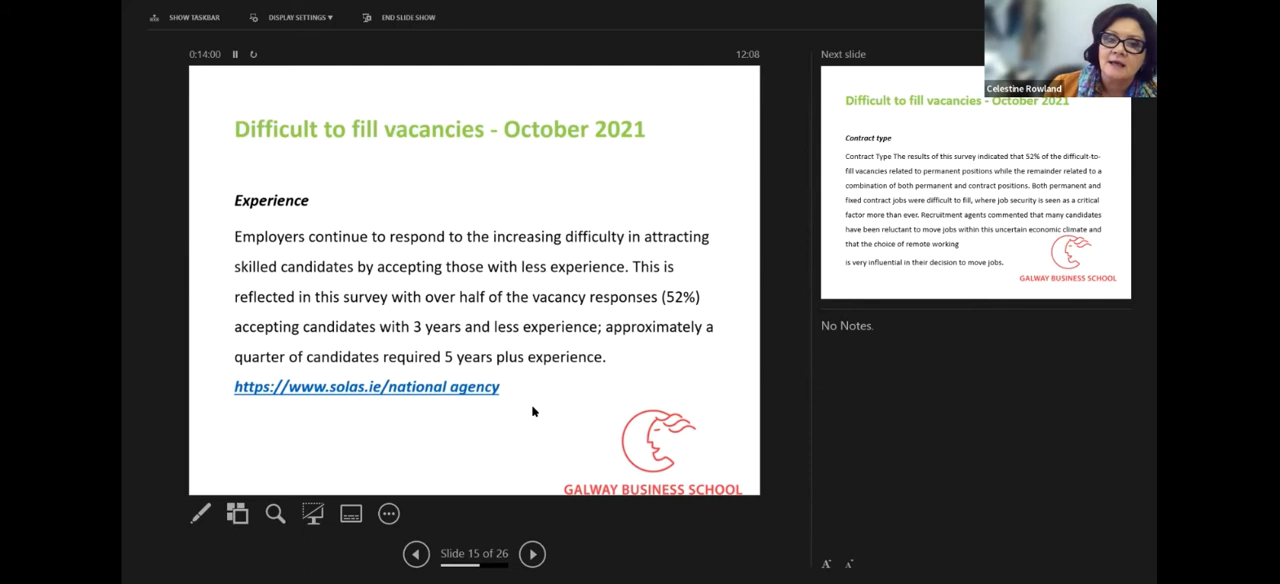 SHOW TASKBAR
DISPLAY SETTINGS ▾
END SLIDE SHOW
0:14:00
12:08
Difficult to fill vacancies - October 2021
Experience
Employers continue to respond to the increasing difficulty in attracting
skilled candidates by accepting those with less experience. This is
reflected in this survey with over half of the vacancy responses (52%)
accepting candidates with 3 years and less experience; approximately a
quarter of candidates required 5 years plus experience.
https://www.solas.ie/national agency
GALWAY BUSINESS SCHOOL
Slide 15 of 26
Next slide
Celestine Rowland
Difficult to fill vacancies - October 2021
Contract type
Contract Type The results of this survey indicated that 52% of the difficult-to-
fill vacancies related to permanent positions while the remainder related to a
combination of both permanent and contract positions. Both permanent and
fixed contract jobs were difficult to fill, where job security is seen as a critical
factor more than ever. Recruitment agents commented that many candidates
have been reluctant to move jobs within this uncertain economic climate and
that the choice of remote working
is very influential in their decision to move jobs.
GALWAY BUSINESS SCHOOL
No Notes.
A A